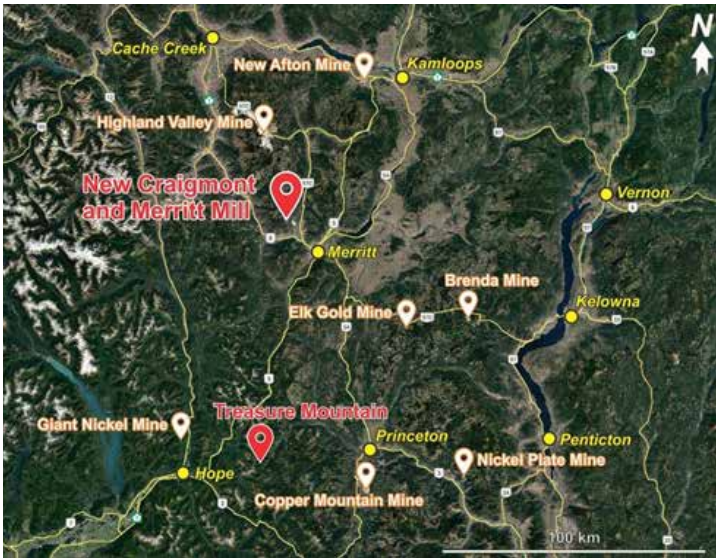 N
Cache Creek
New Afton Mine
Kamloops
Highland Valley Mine
New Craigmont
and Merritt Mill
Vernon
Merritt
Brenda Mine
Elk Gold Mine
Kelowna
Treasure Mountain
Giant Nickel Mine
Princeton
Penticton
Nickel Plate Mine
Hope
Copper Mountain Mine
100 km